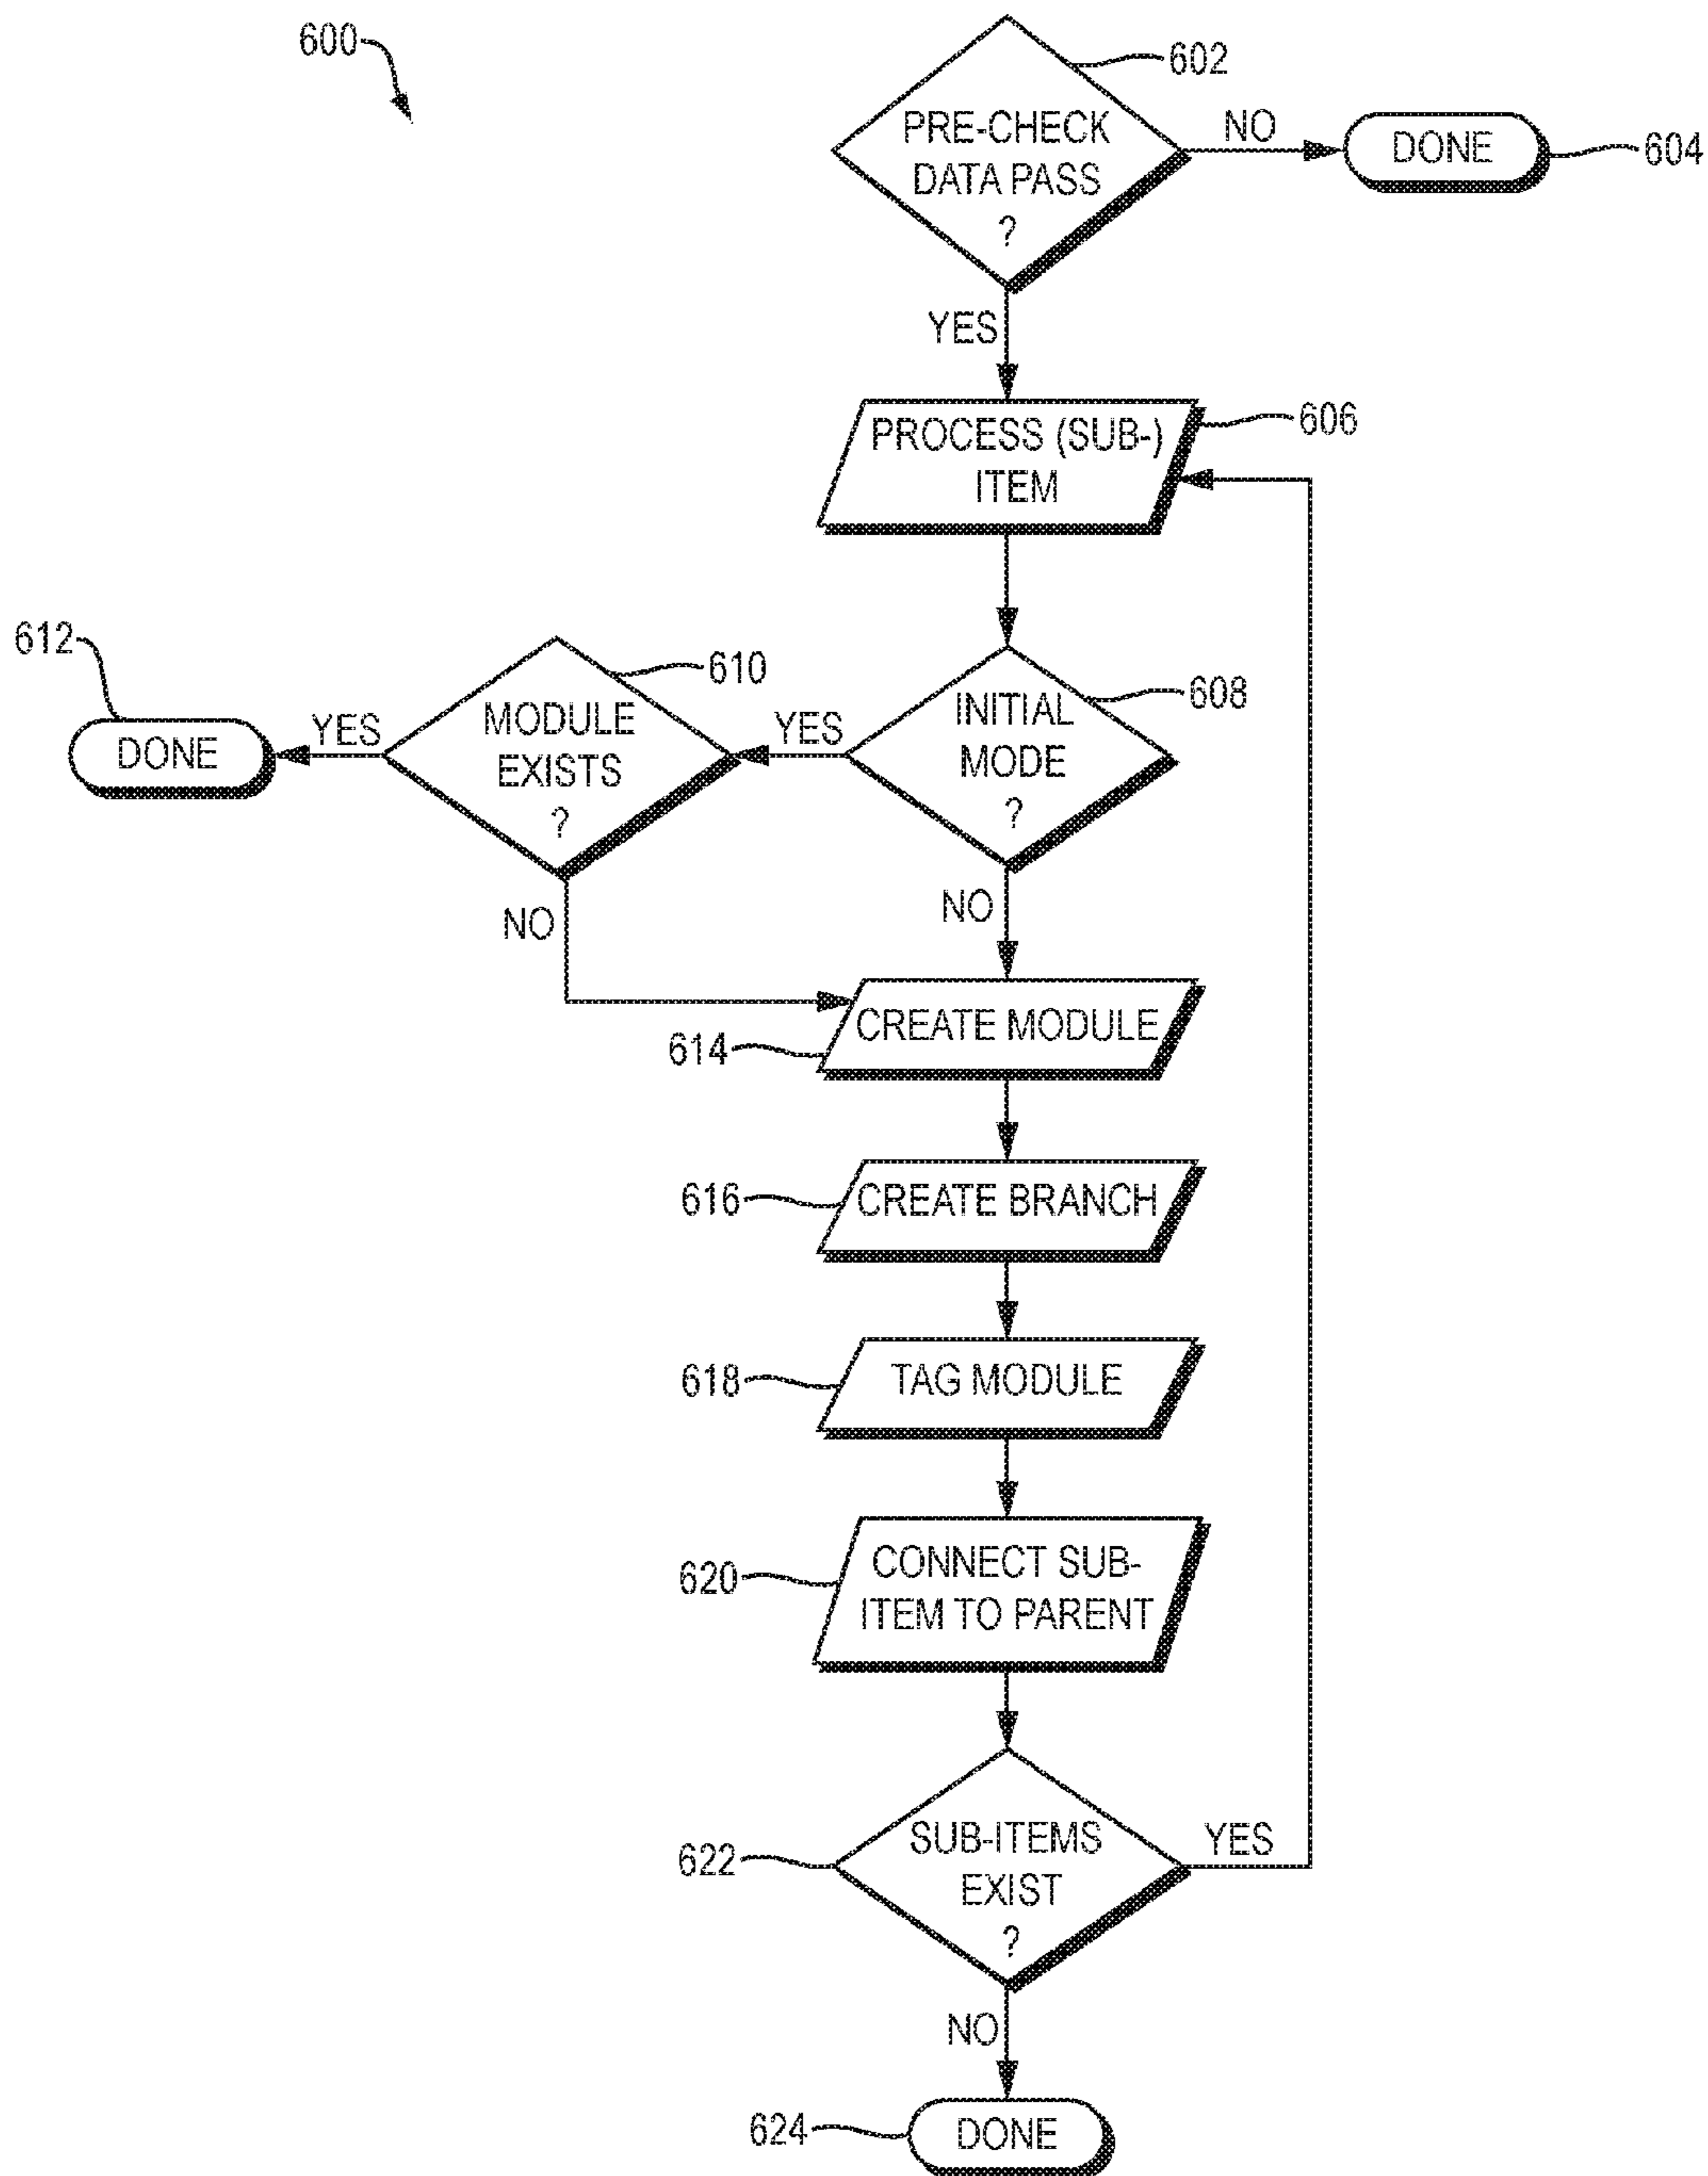 600
602
PRE-CHECK
DATA PASS
?
NO
DONE
604
YES
PROCESS (SUB-)
ITEM
606
612
610
608
DONE
YES
MODULE
EXISTS
?
YES
INITIAL
MODE
?
NO
NO
CREATE MODULE
614
CREATE BRANCH
616
TAG MODULE
618
CONNECT SUB-
ITEM TO PARENT
620
SUB-ITEMS
EXIST
?
YES
622
NO
624
DONE